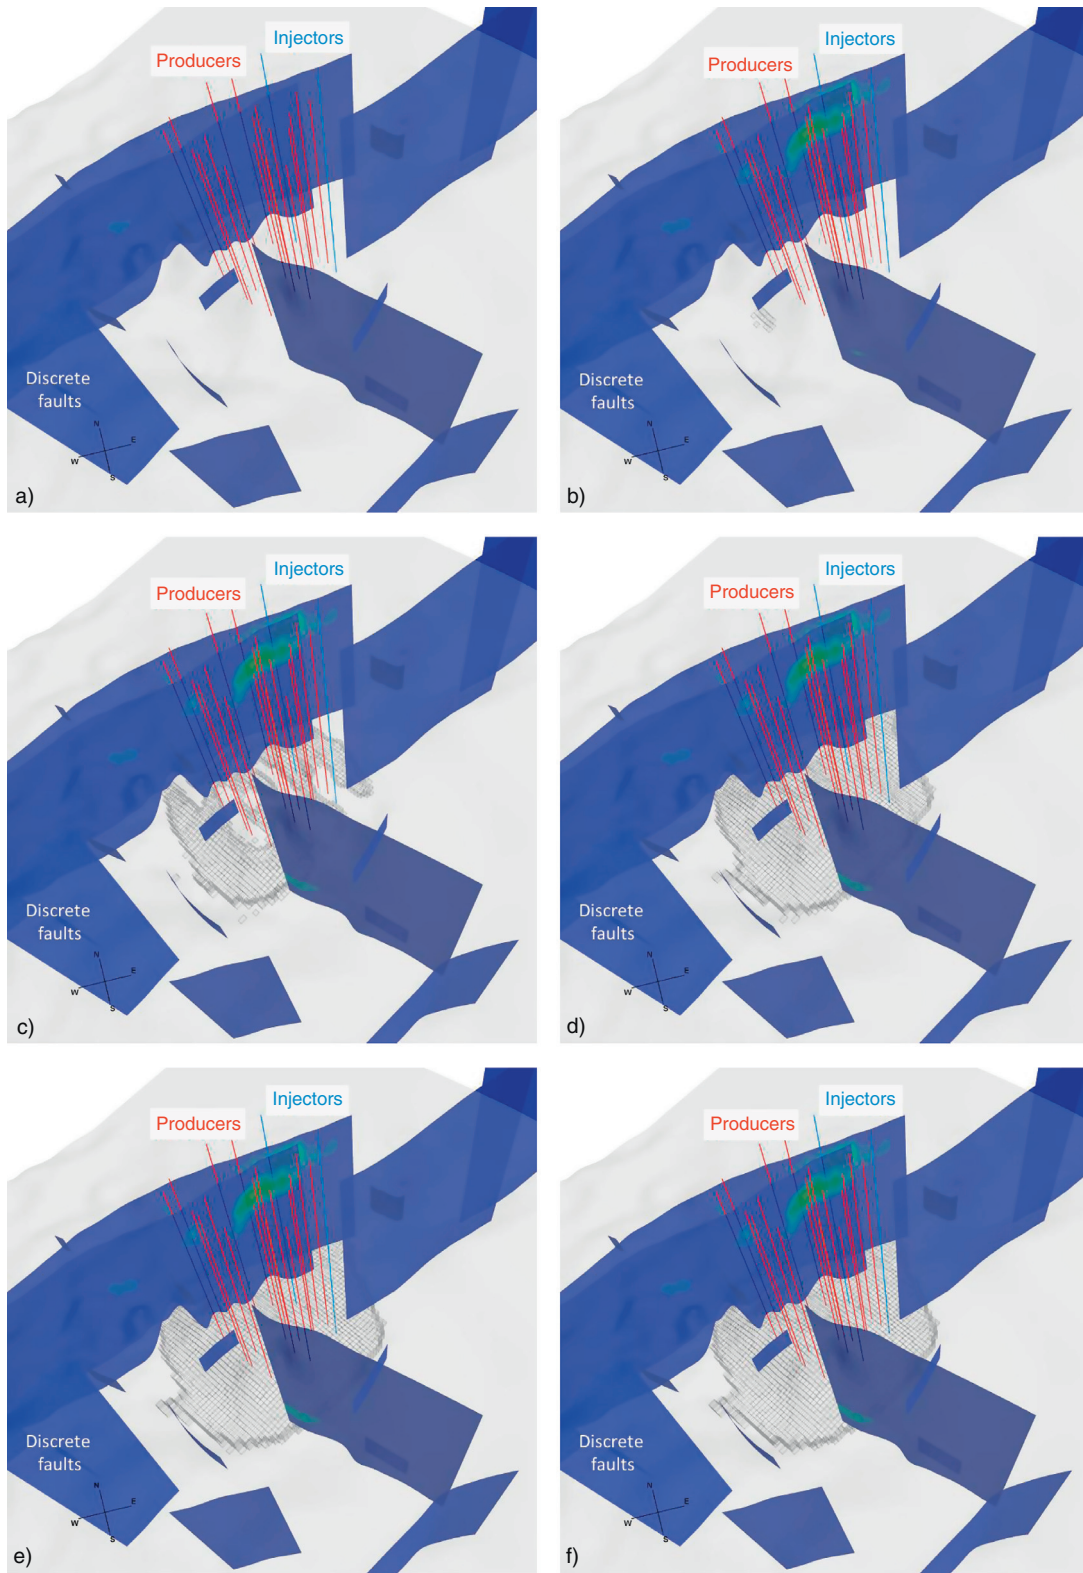 Injectors
Producers
Discrete
faults
N
E
W
S
a)
Injectors
Producers
Discrete
faults
N
E
W
S
b)
Injectors
Producers
Discrete
faults
N
E
W
S
c)
Injectors
Producers
Discrete
faults
N
E
W
S
d)
Injectors
Producers
Discrete
faults
N
E
W
S
e)
Injectors
Producers
Discrete
faults
N
E
W
S
f)